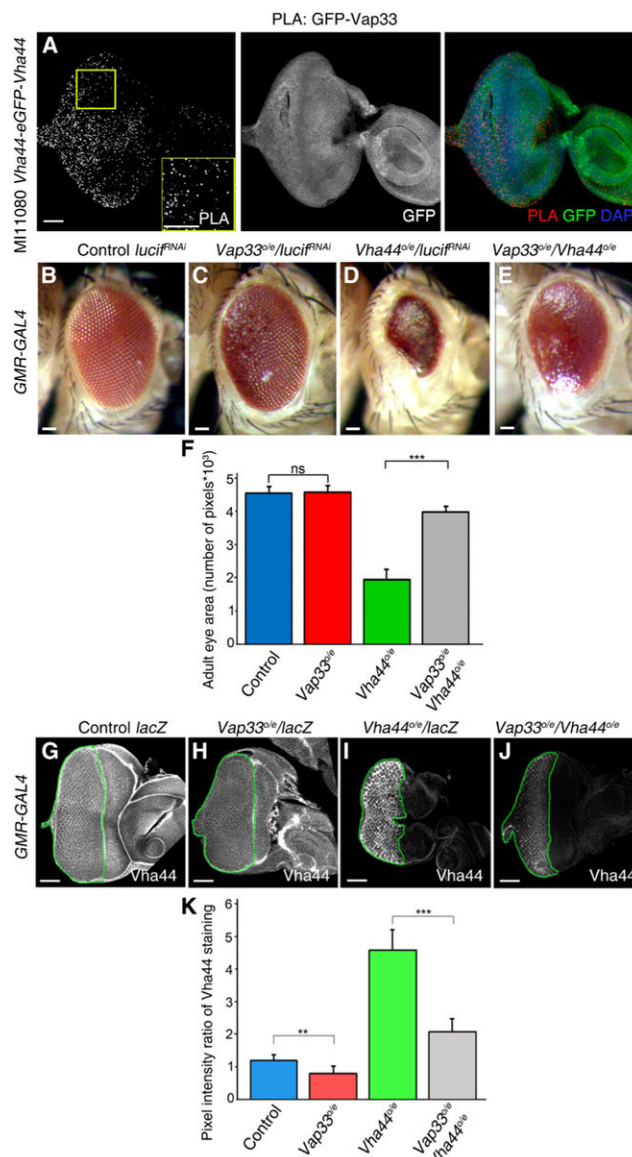 PLA: GFP-Vap33
MI11080 Vha44-eGFP-Vha44
A
PLA
GFP
PLA GFP DAP
Control lucifRNAi
Vap33o/e/lucifRNAi
Vha44o/e/lucifRNAi
Vap33o/e/Vha44o/e
GMR-GAL4
B
C
D
E
F
Adult eye area (number of pixels*10³)
5
4
2
1
0
ns
***
Control
Vap33o/e
Vha44o/e
Vap33o/e
Vha44o/e
Control lacZ
Vap33o/e/lacZ
Vha44o/e/lacZ
Vap33o/e/Vha44o/e
GMR-GAL4
G
H
I
J
Vha44
Vha44
Vha44
Vha44
K
Pixel intensity ratio of Vha44 staining
6
5
4
3
2
1
0
**
***
Control
Vap33o/e
Vha44o/e
Vap33o/e
Vha44o/e